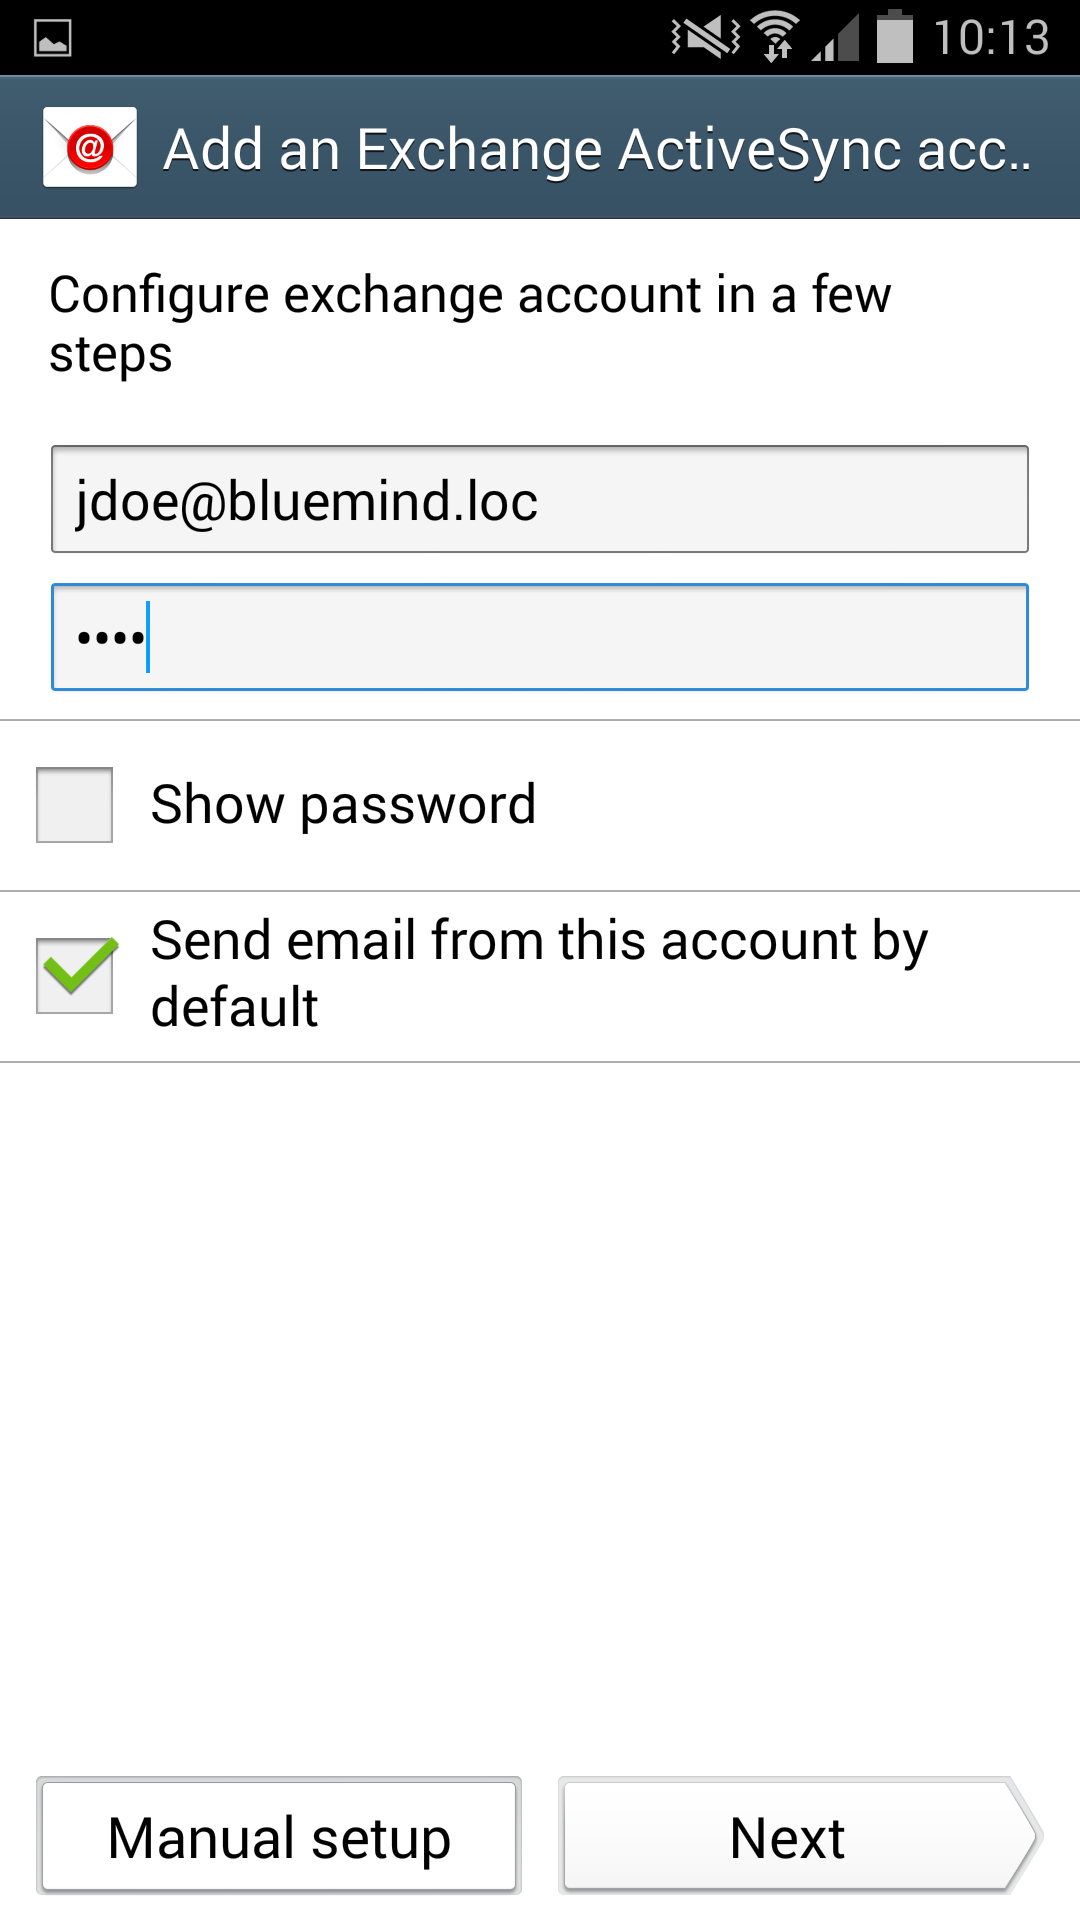 10:13
@
Add an Exchange ActiveSync acc..
Configure exchange account in a few
steps
jdoe@bluemind.loc
••••
Show password
Send email from this account by
default
Manual setup
Next